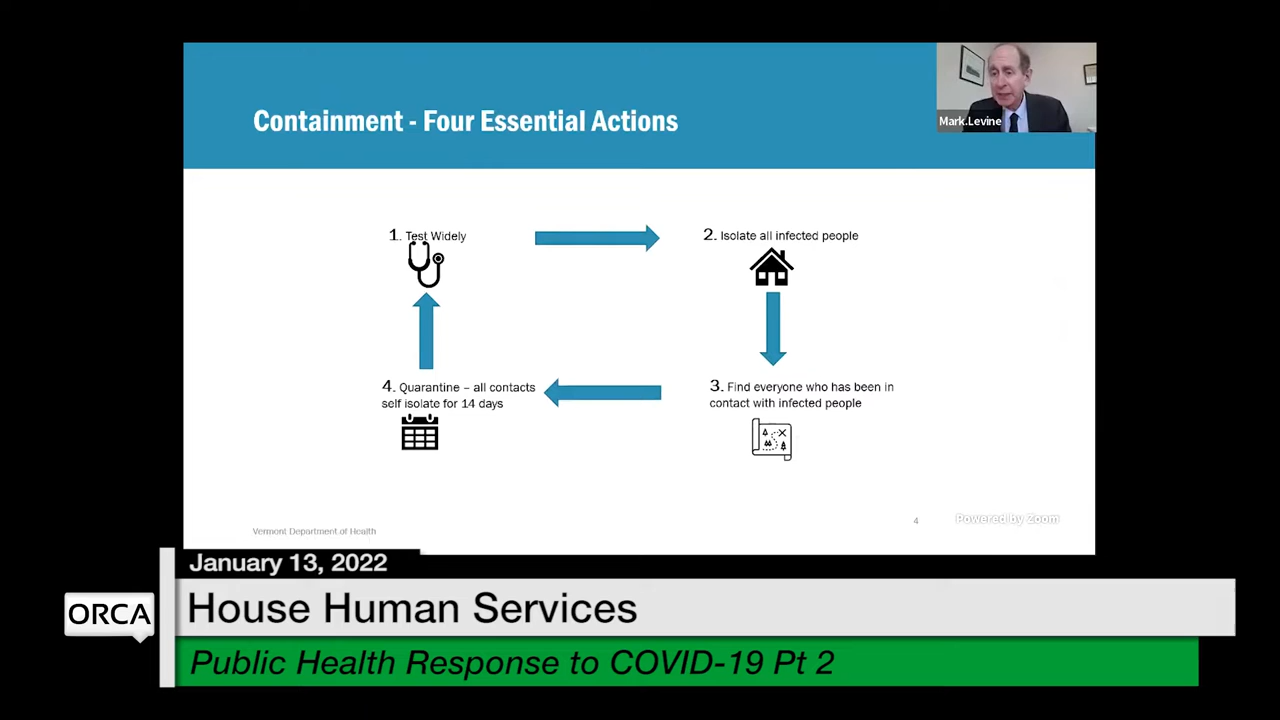 Containment - Four Essential Actions
Mark.Levine
1. Test Widely
2. Isolate all infected people
4. Quarantine – all contacts
self isolate for 14 days
3. Find everyone who has been in
contact with infected people
Vermont Department of Health
4
Powered by Zoom
January 13, 2022
ORCA
House Human Services
Public Health Response to COVID-19 Pt 2